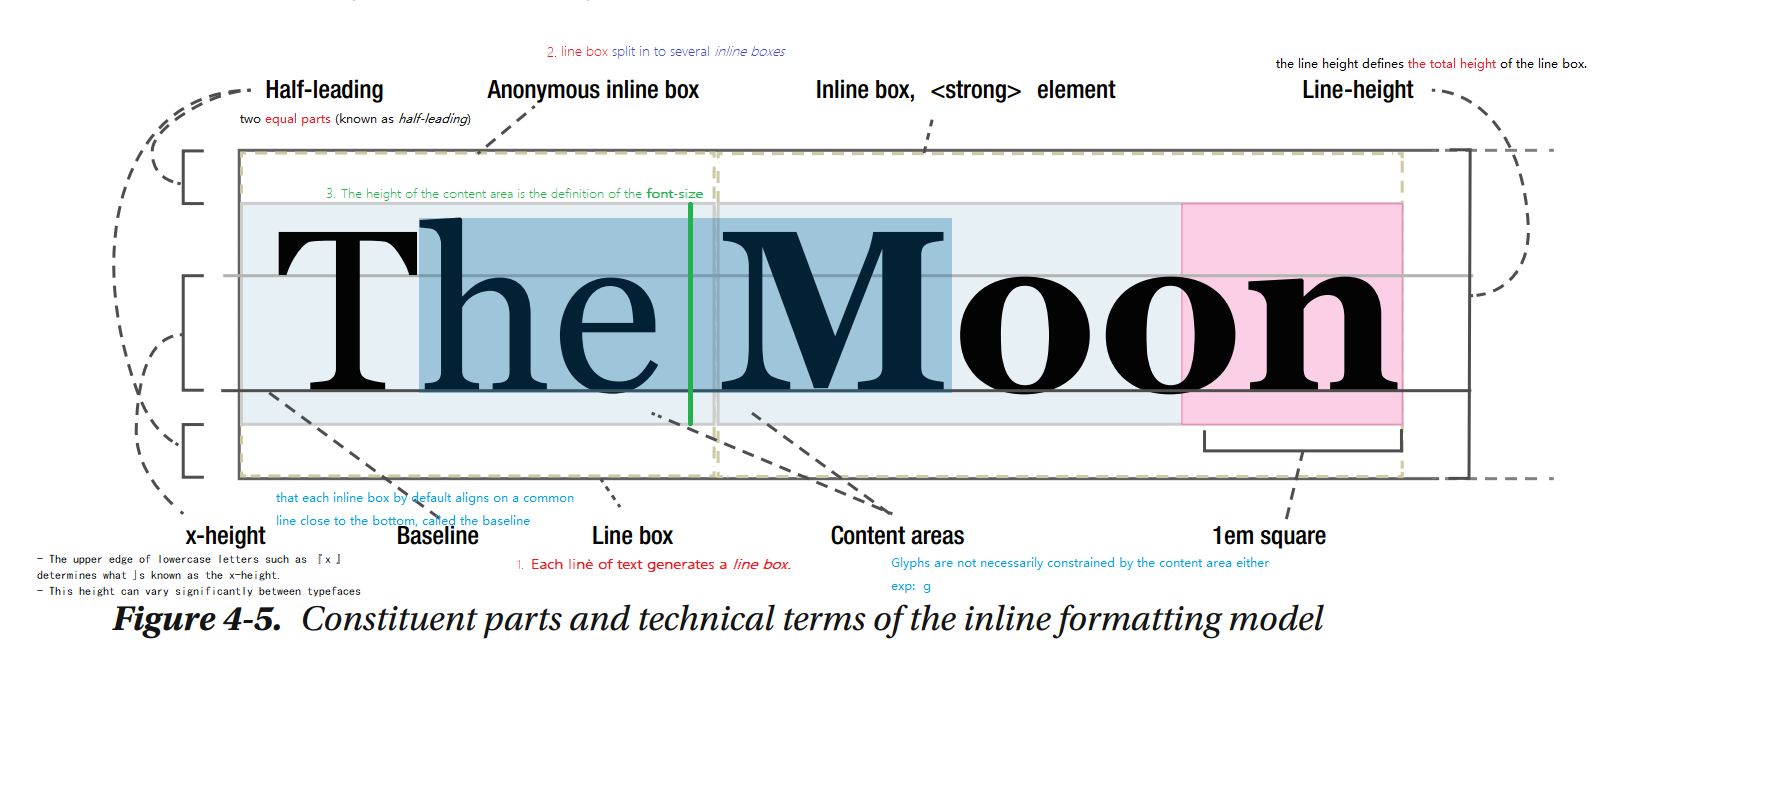 2. line box split in to several inline boxes
the line height defines the total height of the line box.
Half-leading
Anonymous inline box
Inline box, <strong> element
Line-height
two equal parts (known as half-leading)
3. The height of the content area is the definition of the font-size
The Moon
that each inline box by default aligns on a common
line close to the bottom, called the baseline
x-height
Baseline
Line box
Content areas
1em square
- The upper edge of lowercase letters such as 『x』
determines what 』s known as the x-height.
- This height can vary significantly between typefaces
1. Each line of text generates a line box.
Glyphs are not necessarily constrained by the content area either
exp: g
Figure 4-5. Constituent parts and technical terms of the inline formatting model